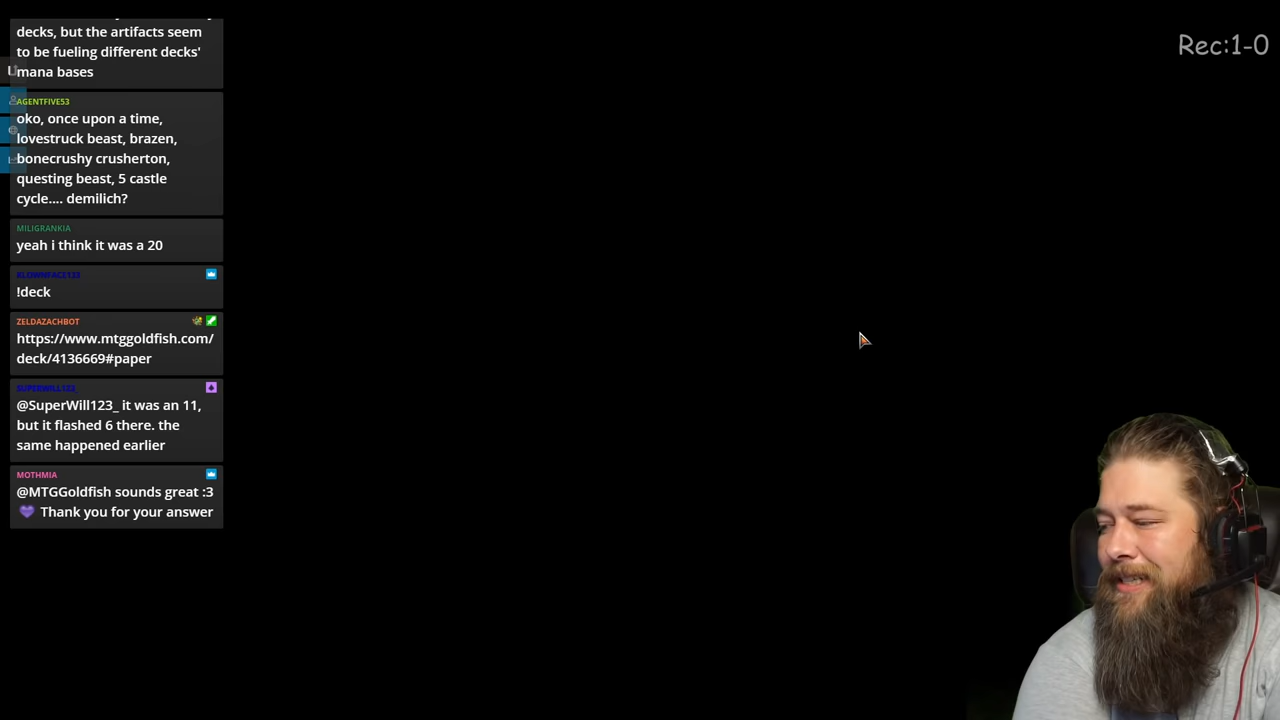 decks, but the artifacts seem
to be fueling different decks'
mana bases
Rec:1-0
AGENTFIVE53
oko, once upon a time,
lovestruck beast, brazen,
bonecrushy crusherton,
questing beast, 5 castle
cycle.... demilich?
MILIGRANKIA
yeah i think it was a 20
!deck
ZELDAZACHBOT
https://www.mtggoldfish.com/
deck/4136669#paper
SUPERWILL123_
@SuperWill123_ it was an 11,
but it flashed 6 there. the
same happened earlier
MOTHMIA
@MTGGoldfish sounds great :3
Thank you for your answer